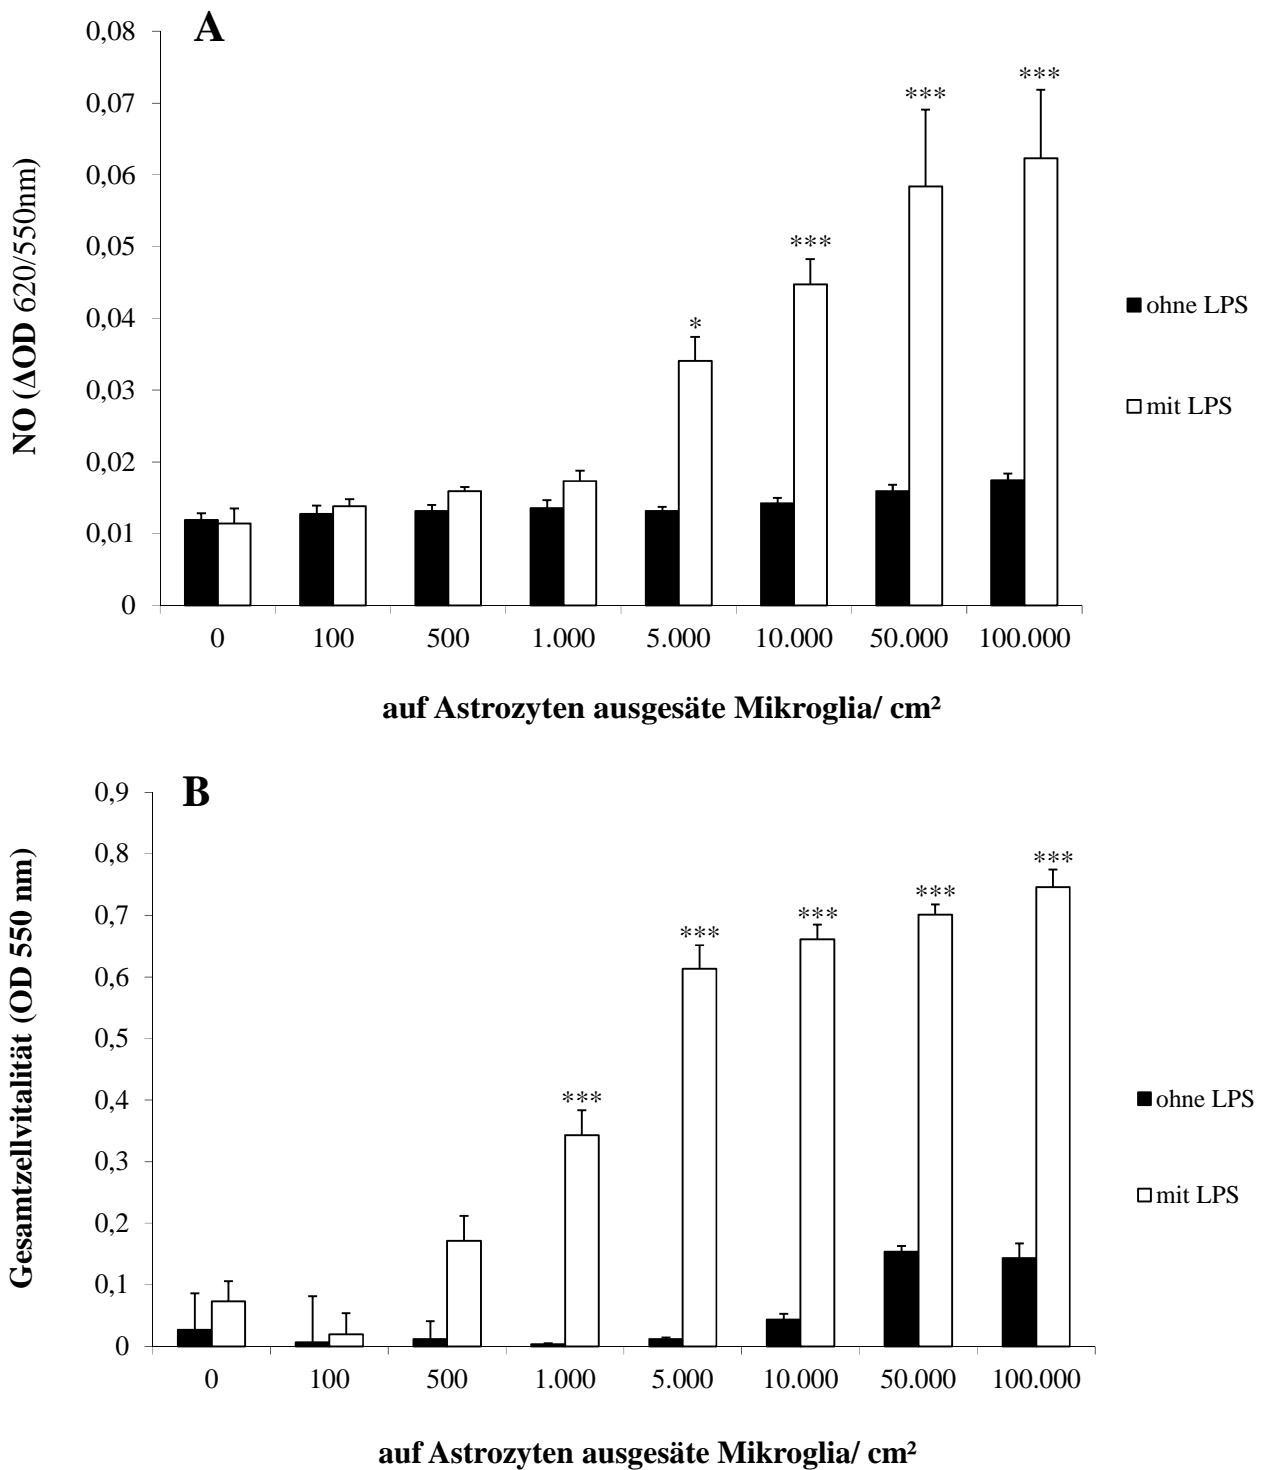 A
NO (ΔOD 620/550nm)
0,08
0,07
0,06
0,05
0,04
0,03
0,02
0,01
0
*
***
***
***
0 100 500 1.000 5.000 10.000 50.000 100.000
auf Astrozyten ausgesäte Mikroglia/ cm²
ohne LPS
mit LPS
B
Gesamtzellvitalität (OD 550 nm)
0,9
0,8
0,7
0,6
0,5
0,4
0,3
0,2
0,1
0
***
***
***
***
***
0 100 500 1.000 5.000 10.000 50.000 100.000
auf Astrozyten ausgesäte Mikroglia/ cm²
ohne LPS
mit LPS